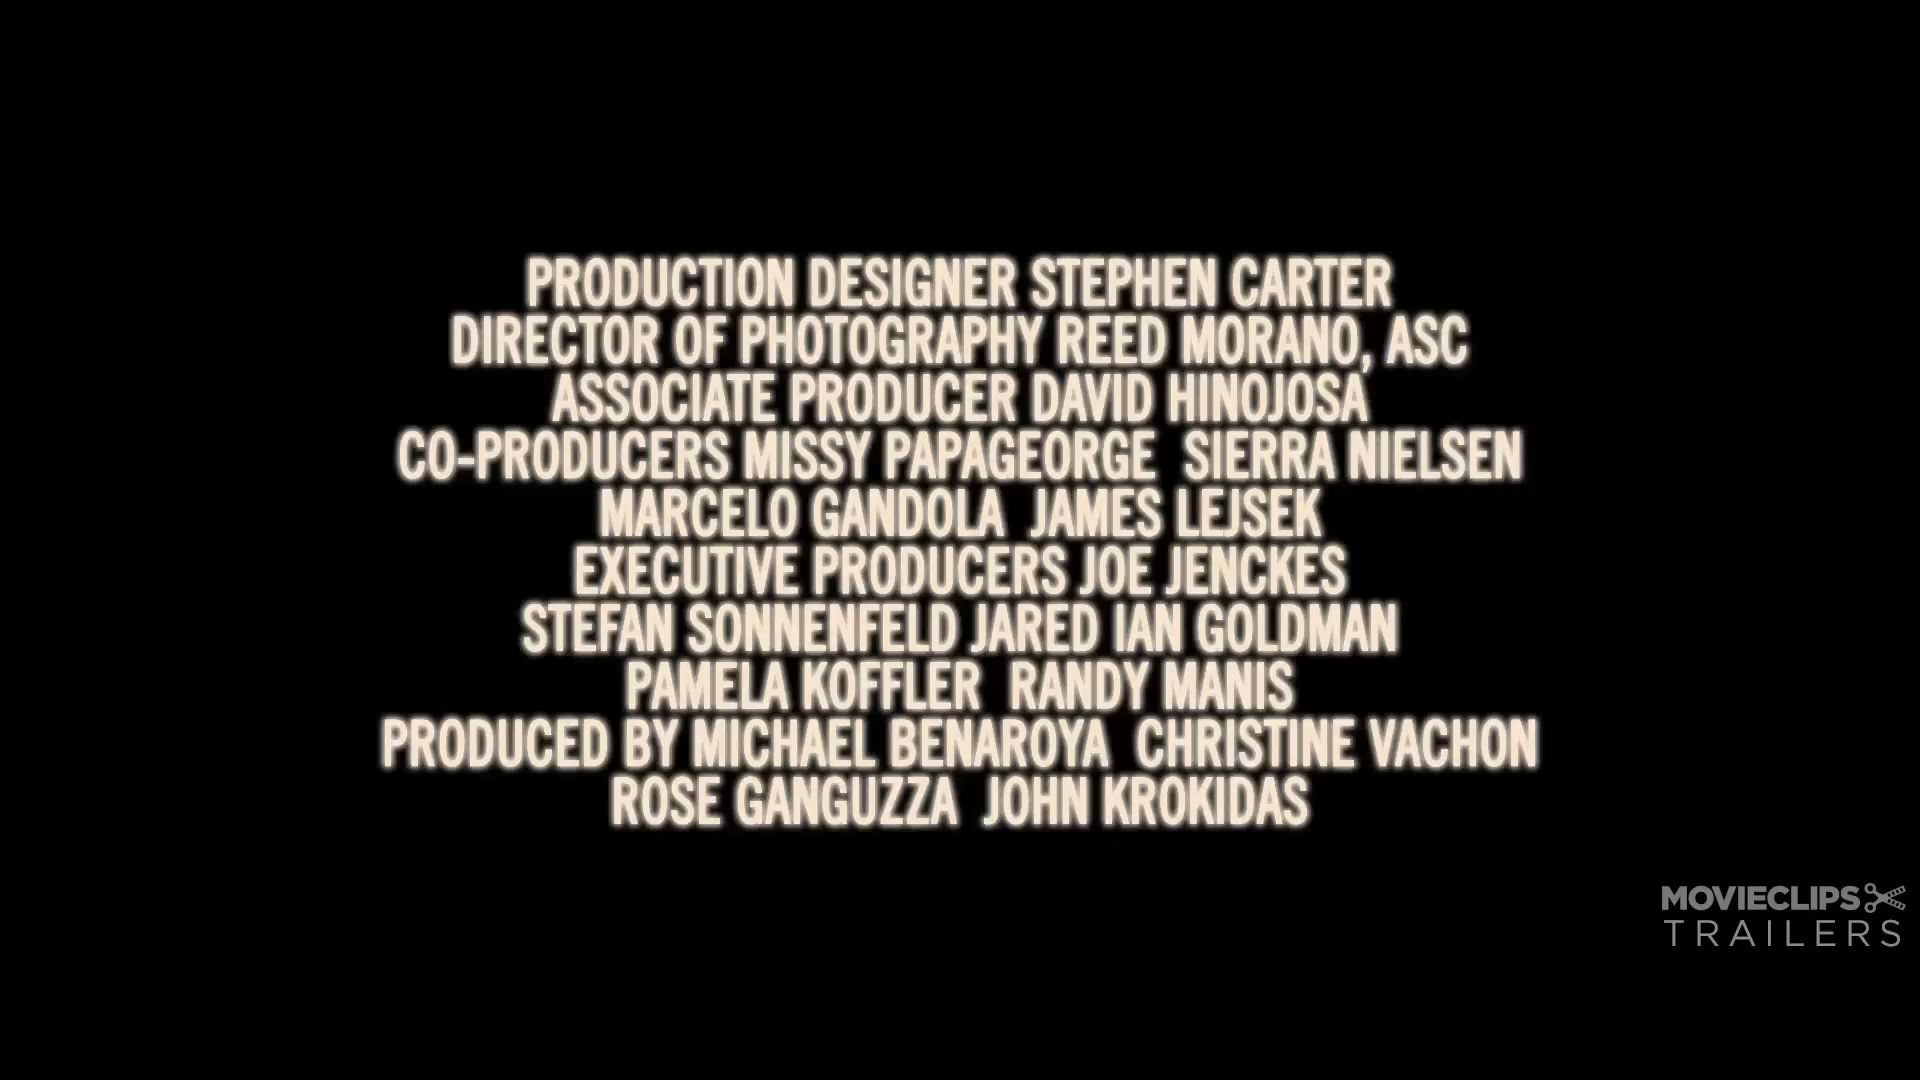 PRODUCTION DESIGNER STEPHEN CARTER
DIRECTOR OF PHOTOGRAPHY REED MORANO, ASC
ASSOCIATE PRODUCER DAVID HINOJOSA
CO-PRODUCERS MISSY PAPAGEORGE  SIERRA NIELSEN
MARCELO GANDOLA  JAMES LEJSEK
EXECUTIVE PRODUCERS JOE JENCKES
STEFAN SONNENFELD JARED IAN GOLDMAN
PAMELA KOFFLER  RANDY MANIS
PRODUCED BY MICHAEL BENAROYA  CHRISTINE VACHON
ROSE GANGUZZA  JOHN KROKIDAS
MOVIECLIPS
TRAILERS